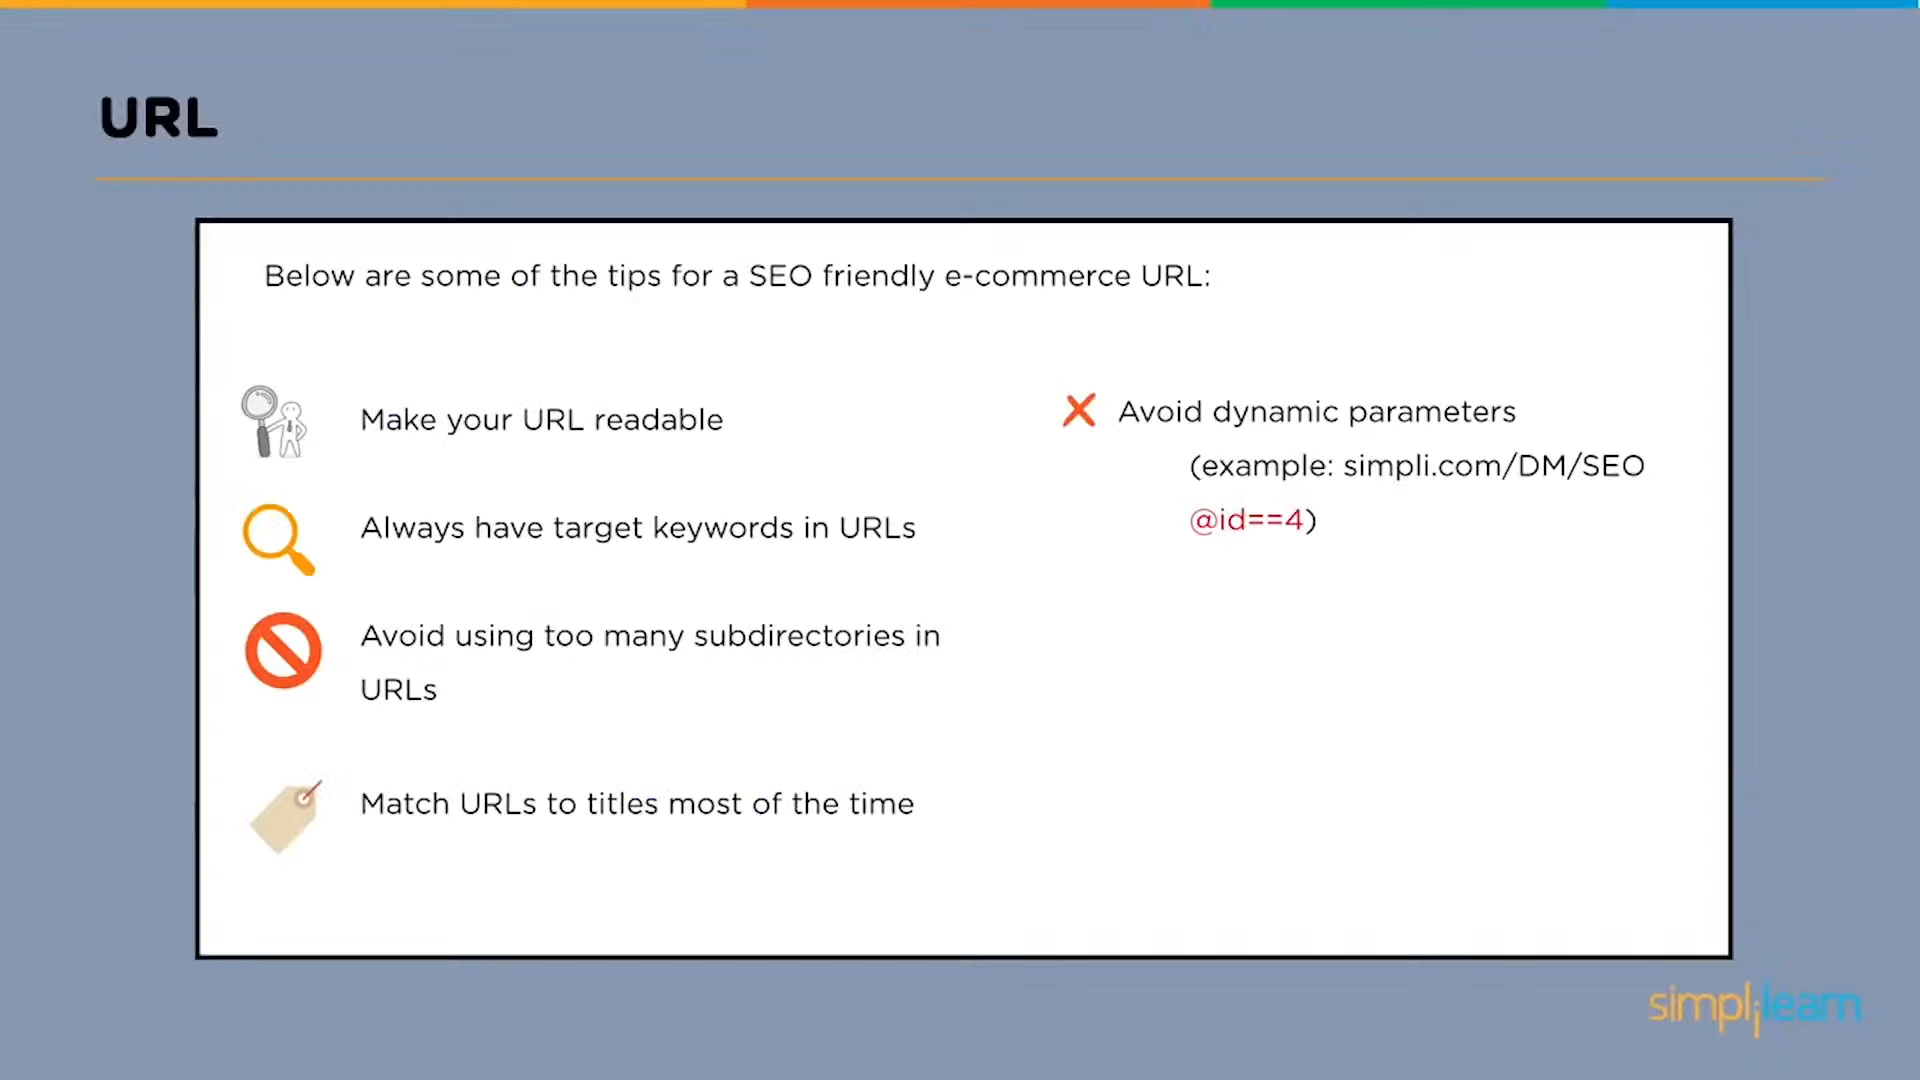 URL
Below are some of the tips for a SEO friendly e-commerce URL:
Make your URL readable
Always have target keywords in URLs
Avoid using too many subdirectories in
URLs
Match URLs to titles most of the time
Avoid dynamic parameters
(example: simpli.com/DM/SEO
@id==4)
simplilearn